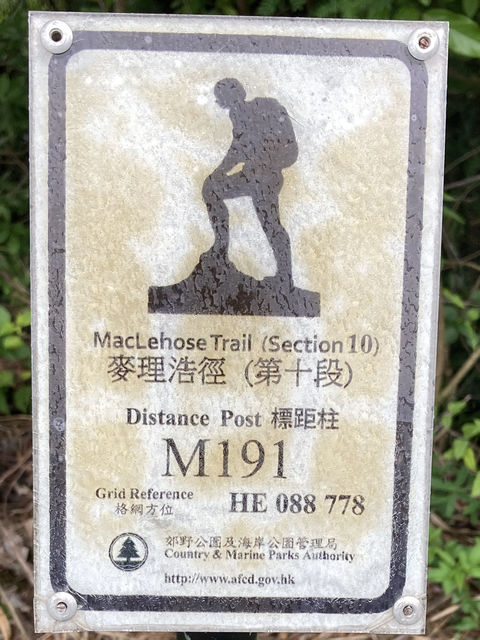 MacLehose Trail (Section 10)
麥理浩徑 (第十段)
Distance Post 標距柱
M191
Grid Reference HE 088 778
格網方位
郊野公園及海岸公園管理局
Country & Marine Parks Authority
http://www.afcd.gov.hk